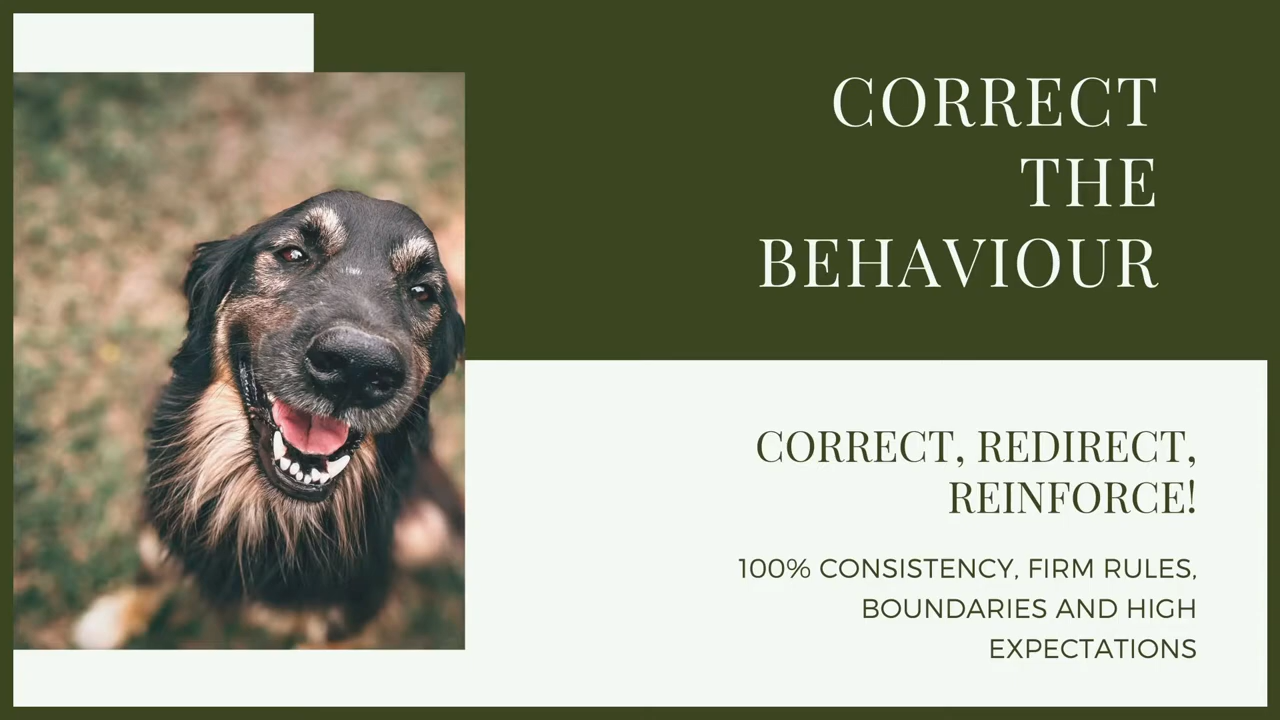 CORRECT
THE
BEHAVIOUR
CORRECT, REDIRECT,
REINFORCE!
100% CONSISTENCY, FIRM RULES,
BOUNDARIES AND HIGH
EXPECTATIONS